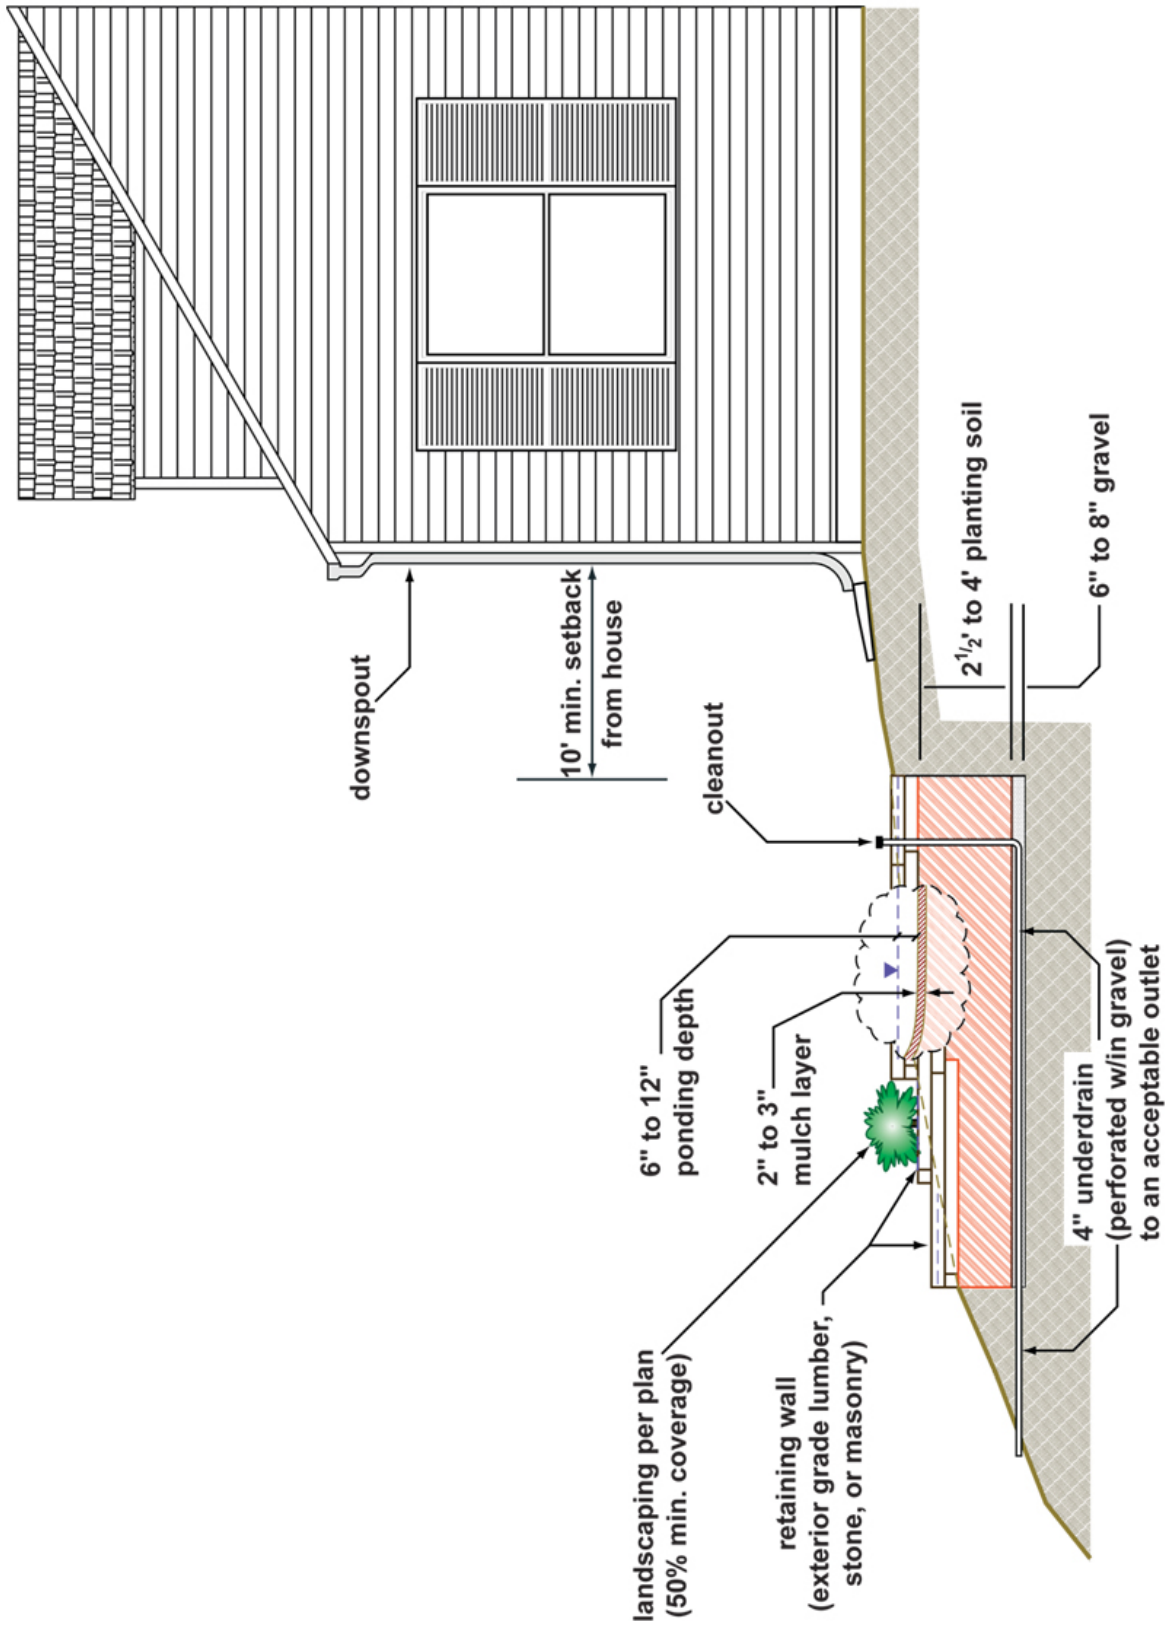 downspout
10' min. setback
from house
cleanout
2 1/2' to 4' planting soil
6" to 8" gravel
6" to 12"
ponding depth
2" to 3"
mulch layer
4" underdrain
(perforated w/in gravel)
to an acceptable outlet
landscaping per plan
(50% min. coverage)
retaining wall
(exterior grade lumber,
stone, or masonry)